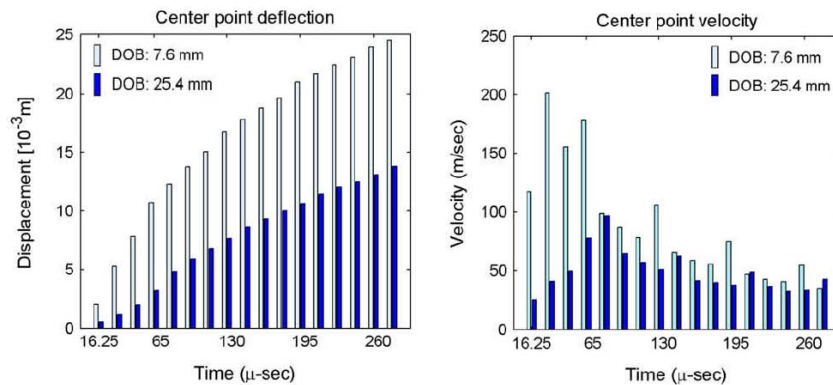 Center point deflection
25
20
15
10
5
0
Displacement [10⁻³m]
DOB: 7.6 mm
DOB: 25.4 mm
16.25 65 130 195 260
Time (μ-sec)
Center point velocity
250
200
150
100
50
0
Velocity (m/sec)
DOB: 7.6 mm
DOB: 25.4 mm
16.25 65 130 195 260
Time (μ-sec)